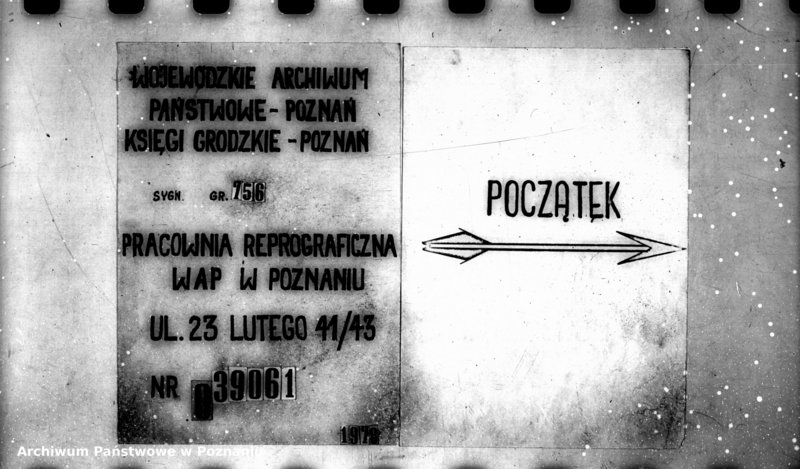 WOJEWÓDZKIE ARCHIWUM
PAŃSTWOWE - POZNAŃ
KSIĘGI GRODZKIE - POZNAŃ
SYGN. GR. 756
PRACOWNIA REPROGRAFICZNA
WAP W POZNANIU
UL. 23 LUTEGO 41/43
NR 039061
POCZĄTEK
Archiwum Państwowe w Poznaniu